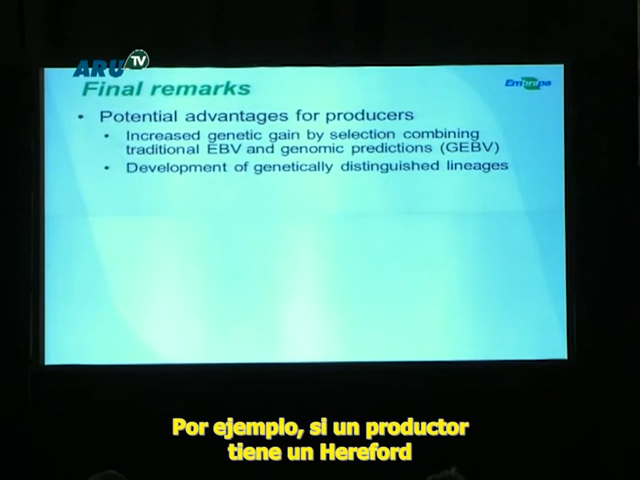 ARU TV
Final remarks
Embrapa
• Potential advantages for producers
• Increased genetic gain by selection combining
traditional EBV and genomic predictions (GEBV)
• Development of genetically distinguished lineages
Por ejemplo, si un productor
tiene un Hereford